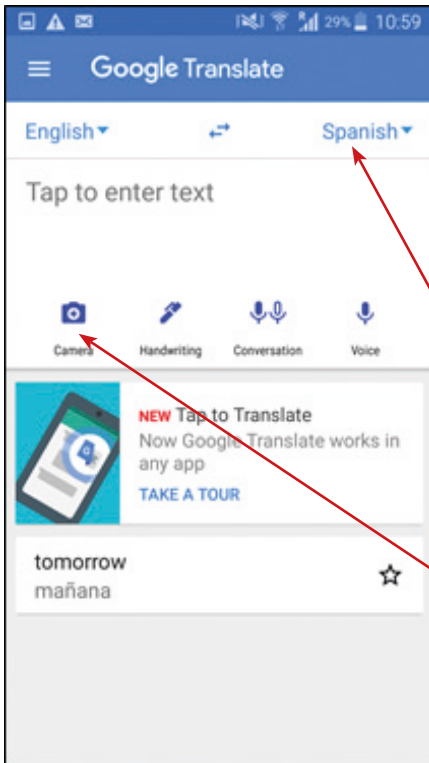 29% 10:59
Google Translate
English Spanish
Tap to enter text
Camera Handwriting Conversation Voice
NEW Tap to Translate
Now Google Translate works in
any app
TAKE A TOUR
G
tomorrow
mañana